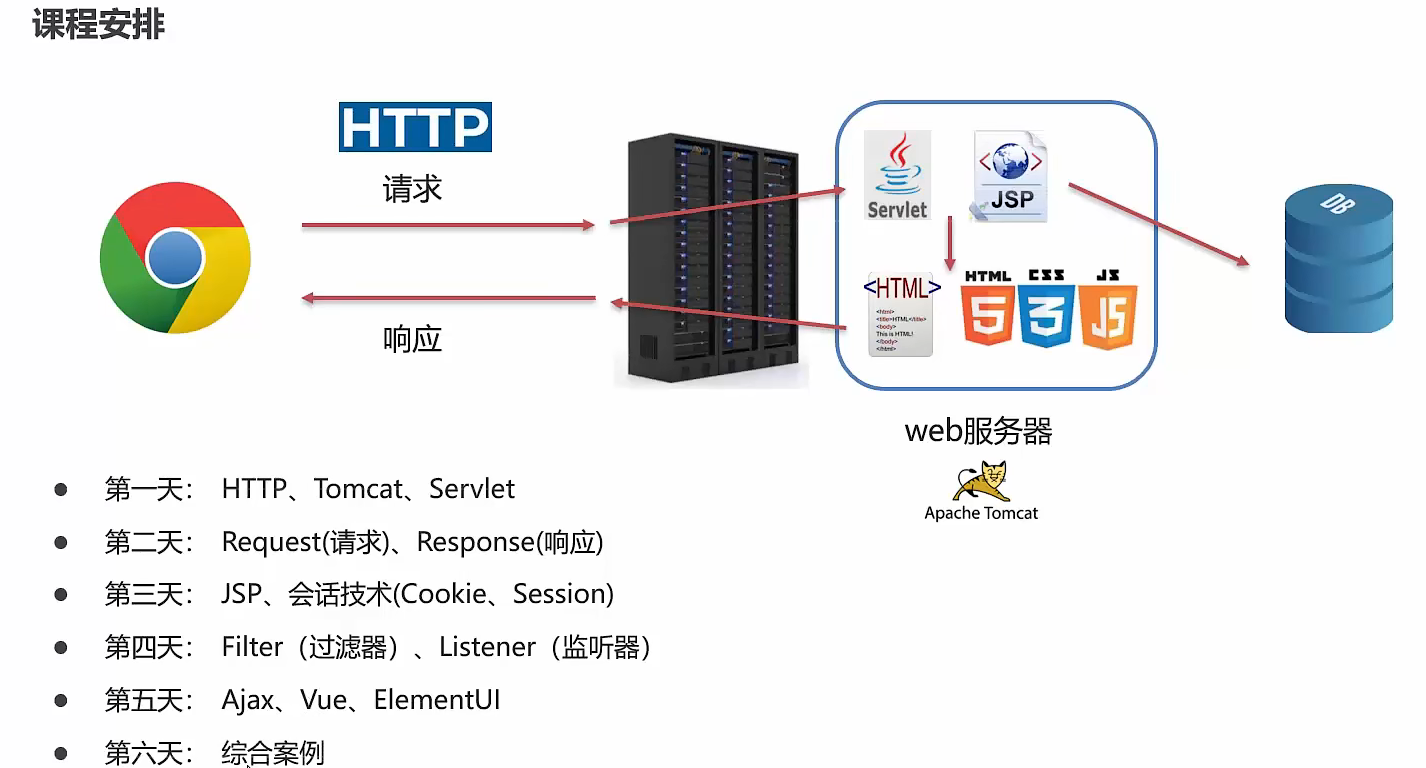 课程安排
HTTP
请求
响应
Servlet
JSP
<HTML>
<html>
<title>HTML</title>
<body>
This is HTML!
</body>
</html>
HTML
5
CSS
3
JS
JS
DB
web服务器
Apache Tomcat
● 第一天： HTTP、Tomcat、Servlet
● 第二天： Request(请求)、Response(响应)
● 第三天： JSP、会话技术(Cookie、Session)
● 第四天： Filter（过滤器）、Listener（监听器）
● 第五天： Ajax、Vue、ElementUI
● 第六天： 综合案例